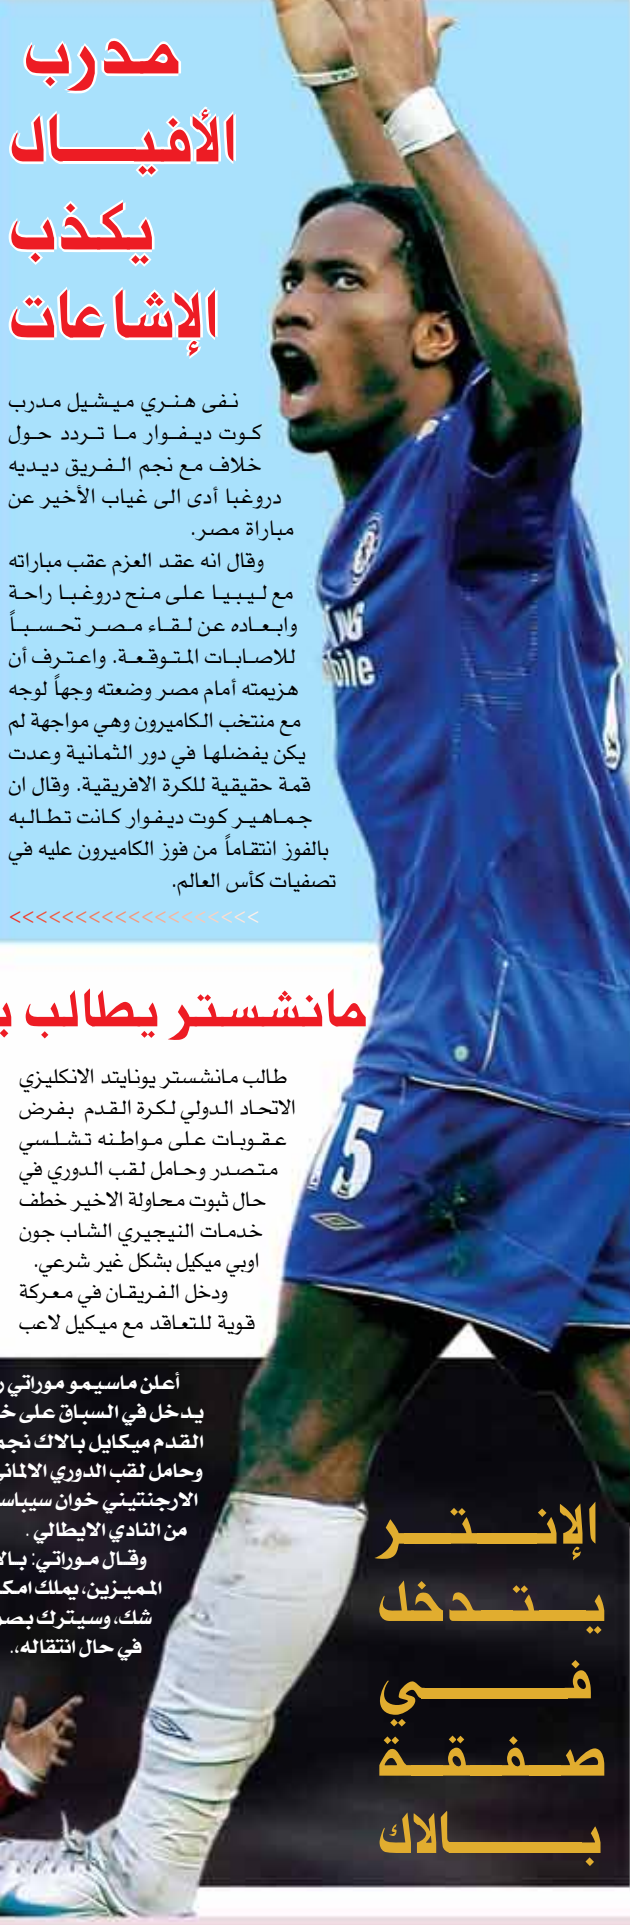 مدرب
الأفيال
يكذب
الإشاعات
نفى هنري ميشيل مدرب
كوت ديفوار ما تردد حول
خلاف مع نجم الفريق ديديه
دروغبا أدى الى غياب الأخير عن
مباراة مصر.
وقال انه عقد العزم عقب مباراته
مع ليبيا على منح دروغبا راحة
وابعاده عن لقاء مصر تحسباً
للاصابات المتوقعة. واعترف أن
هزيمته أمام مصر وضعته وجهاً لوجه
مع منتخب الكاميرون وهي مواجهة لم
يكن يفضلها في دور الثمانية وعدت
قمة حقيقية للكرة الافريقية. وقال ان
جماهير كوت ديفوار كانت تطالبه
بالفوز انتقاماً من فوز الكاميرون عليه في
تصفيات كأس العالم.
<<<<<<<<<<<<<<<<<<<
مانشستر يطالب
طالب مانشستر يونايتد الانكليزي
الاتحاد الدولي لكرة القدم بفرض
عقوبات على مواطنه تشلسي
متصدر وحامل لقب الدوري في
حال ثبوت محاولة الاخير خطف
خدمات النيجيري الشاب جون
اوبي ميكيل بشكل غير شرعي.
ودخل الفريقان في معركة
قوية للتعاقد مع ميكيل لاعب
15
الإنتر
يتدخل
في
صفقة
بالاك
أعلن ماسيمو موراتي
يدخل في السباق على
القدم ميكايل بالاك
وحامل لقب الدوري
الارجنتيني خوان
من النادي الايطالي .
وقال موراتي:
المميزين، يملك
شك، وسيترك
في حال انتقاله،.